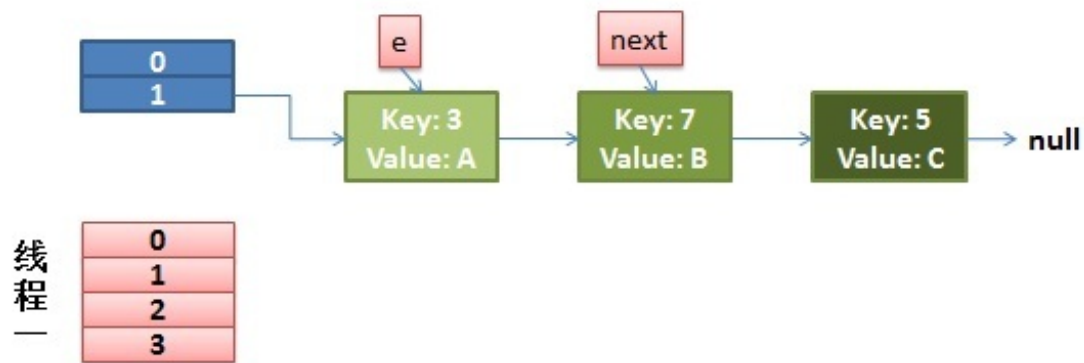 0
1
e
next
Key: 3
Value: A
Key: 7
Value: B
Key: 5
Value: C
null
线程一
0
1
2
3